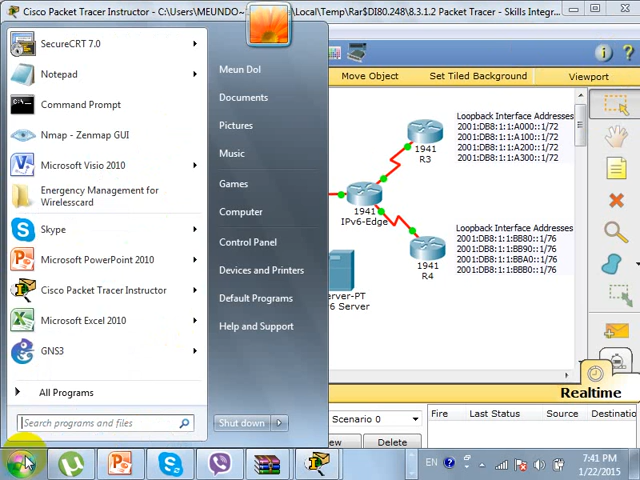 Cisco Packet Tracer Instructor - C:\Users\MEUNDO~
\Local\Temp\Rar$DI80.248\8.3.1.2 Packet Tracer - Skills Integr...
SecureCRT 7.0
Notepad
Command Prompt
Nmap - Zenmap GUI
Microsoft Visio 2010
Emergency Management for
Wirelesscard
Skype
Microsoft PowerPoint 2010
Cisco Packet Tracer Instructor
Microsoft Excel 2010
GNS3
All Programs
Search programs and files
Meun Dol
Documents
Pictures
Music
Games
Computer
Control Panel
Devices and Printers
Default Programs
Help and Support
Shut down
Move Object
Set Tiled Background
Viewport
1941
R3
Loopback Interface Addresses
2001:DB8:1:1:A000::1/72
2001:DB8:1:1:A100::1/72
2001:DB8:1:1:A200::1/72
2001:DB8:1:1:A300::1/72
1941
IPv6-Edge
1941
R4
Loopback Interface Addresses
2001:DB8:1:1:BB80::1/76
2001:DB8:1:1:BB90::1/76
2001:DB8:1:1:BBA0::1/76
2001:DB8:1:1:BBB0::1/76
Server-PT
6 Server
Realtime
Scenario 0
Fire
Last Status
Source
Destinatio
ew
Delete
EN
7:41 PM
1/22/2015